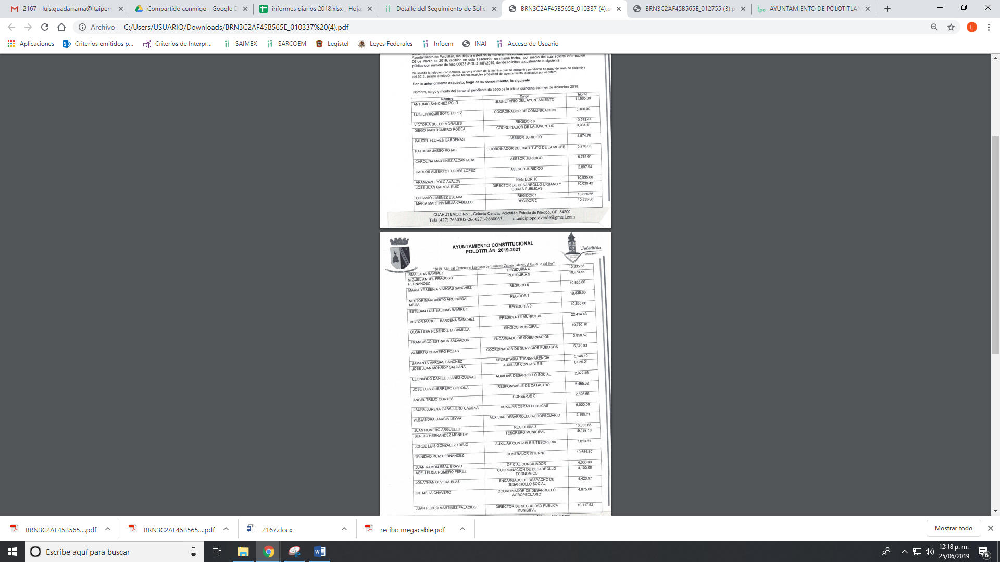 2167 - luis.guadarrama@itaipem.
Compartido conmigo - Google D
informes diarios 2018.xlsx - Hojas
Detalle del Seguimiento de Solici
BRN3C2AF45B565E_010337 (4).p
BRN3C2AF45B565E_012755 (3).p
AYUNTAMIENTO DE POLOTITLAN
Archivo
C:/Users/USUARIO/Downloads/BRN3C2AF45B565E_010337%20(4).pdf
L
Aplicaciones
Criterios emitidos p...
Criterios de Interpr...
SAIMEX
SARCOEM
Legistel
Leyes Federales
Infoem
INAI
Acceso de Usuario
Ayuntamiento de Polotitlán, me dirijo a usted de la manera más atenta, para
06 de Marzo de 2019, recibido en esta Tesorería en misma fecha, por medio del cual solicita información
pública con número de folio 00033 /POLOTI/IP/2019, donde solicitan textualmente lo siguiente:
Se solicita la relación con nombre, cargo y monto de la nómina que se encuentra pendiente de pago del mes de diciembre
del 2018, solicito la relación de los bienes muebles propiedad del ayuntamiento, auditados por el osfem.
Por lo anteriormente expuesto, hago de su conocimiento, lo siguiente
Nombre, cargo y monto del personal pendiente de pago de la última quincena del mes de diciembre 2018.
Nombre Cargo Monto
ANTONIO SANCHEZ POLO SECRETARIO DEL AYUNTAMIENTO 11,565.38
LUIS ENRIQUE SOTO LOPEZ COORDINADOR DE COMUNICACIÓN 5,100.00
VICTORIA SOLER MORALES REGIDOR 8 10,973.44
DIEGO IVAN ROMERO RODEA COORDINADOR DE LA JUVENTUD 3,934.41
PAUCEL FLORES CARDENAS ASESOR JURIDICO 4,874.76
PATRICIA JASSO ROJAS COORDINADOR DEL INSTITUTO DE LA MUJER 5,270.33
CAROLINA MARTINEZ ALCANTARA ASESOR JURIDICO 5,751.61
CARLOS ALBERTO FLORES LOPEZ ASESOR JURIDICO 5,007.54
ARANZAZU POLO AVALOS REGIDOR 10 10,835.66
JOSE JUAN GARCIA RUIZ DIRECTOR DE DESARROLLO URBANO Y 10,036.42
OBRAS PUBLICAS
OCTAVIO JIMENEZ ESLAVA REGIDOR 1 10,835.66
MARIA MARTINA MEJIA CABELLO REGIDOR 2 10,835.66
CUAHUTEMOC No.1, Colonia Centro, Polotitlán Estado de México, CP. 54200
Tels (427) 2660305-2660271-2660063 municipiopoloverde@gmail.com
AYUNTAMIENTO CONSTITUCIONAL
POLOTITLÁN 2019-2021
Polotitlán
"2019. Año del Centenario Luctuoso de Emiliano Zapata Salazar, el Caudillo del Sur"
IRMA LARA RAMIREZ REGIDURIA 4 10,835.66
MIGUEL ANGEL FRAGOSO REGIDURIA 5 10,973.44
HERNANDEZ
MARIA YESSENIA VARGAS SANCHEZ REGIDOR 6 10,835.66
NESTOR MARGARITO ARCINIEGA REGIDOR 7 10,835.66
MEJIA
ESTEBAN LUIS SALINAS RAMIREZ REGIDURIA 9 10,835.66
VICTOR MANUEL BARCENA SANCHEZ PRESIDENTE MUNICIPAL 22,414.43
OLGA LIDIA RESENDIZ ESCAMILLA SINDICO MUNICIPAL 19,790.16
FRANCISCO ESTRADA SALVADOR ENCARGADO DE GOBERNACION 3,858.52
ALBERTO CHAVERO POZAS COORDINADOR DE SERVICIOS PUBLICOS 6,370.83
SAMANTA VARGAS SANCHEZ SECRETARIA TRANSPARENCIA 5,148.19
JOSE JUAN MONROY SALDAÑA AUXILIAR CONTABLE B 6,039.21
LEONARDO DANIEL JUAREZ CUEVAS AUXILIAR DESARROLLO SOCIAL 2,922.45
JOSE LUIS GUERRERO CORONA RESPONSABLE DE CATASTRO 6,465.32
ANGEL TREJO CORTES CONSERJE C 2,626.65
LAURA LORENA CABALLERO CADENA AUXILIAR OBRAS PUBLICAS 5,000.00
ALEJANDRA GARCIA LEYVA AUXILIAR DESARROLLO AGROPECUARIO 2,195.71
JUAN ROMERO ARGUELLO REGIDURIA 3 10,835.66
SERGIO HERNANDEZ MONROY TESORERO MUNICIPAL 19,192.18
JORGE LUIS GONZALEZ TREJO AUXILIAR CONTABLE B TESORERIA 7,013.61
TRINIDAD RUIZ HERNANDEZ CONTRALOR INTERNO 10,654.80
JUAN RAMON REAL BRAVO OFICIAL CONCILIADOR 4,000.00
ACELI ELISA ROMERO PEREZ COORDINACION DE DESARROLLO 4,100.00
ECONOMICO
JONATHAN OLVERA BLAS ENCARGADO DE DESPACHO DE 4,423.97
DESARROLLO SOCIAL
GIL MEJIA CHAVERO COORDINADOR DE DESARROLLO 4,875.00
AGROPECUARIO
JUAN PEDRO MARTINEZ PALACIOS DIRECTOR DE SEGURIDAD PUBLICA 10,117.52
MUNICIPAL
BRN3C2AF45B565....pdf
BRN3C2AF45B565....pdf
2167.docx
recibo megacable.pdf
Mostrar todo
Escribe aquí para buscar
12:18 p. m.
25/06/2019
6